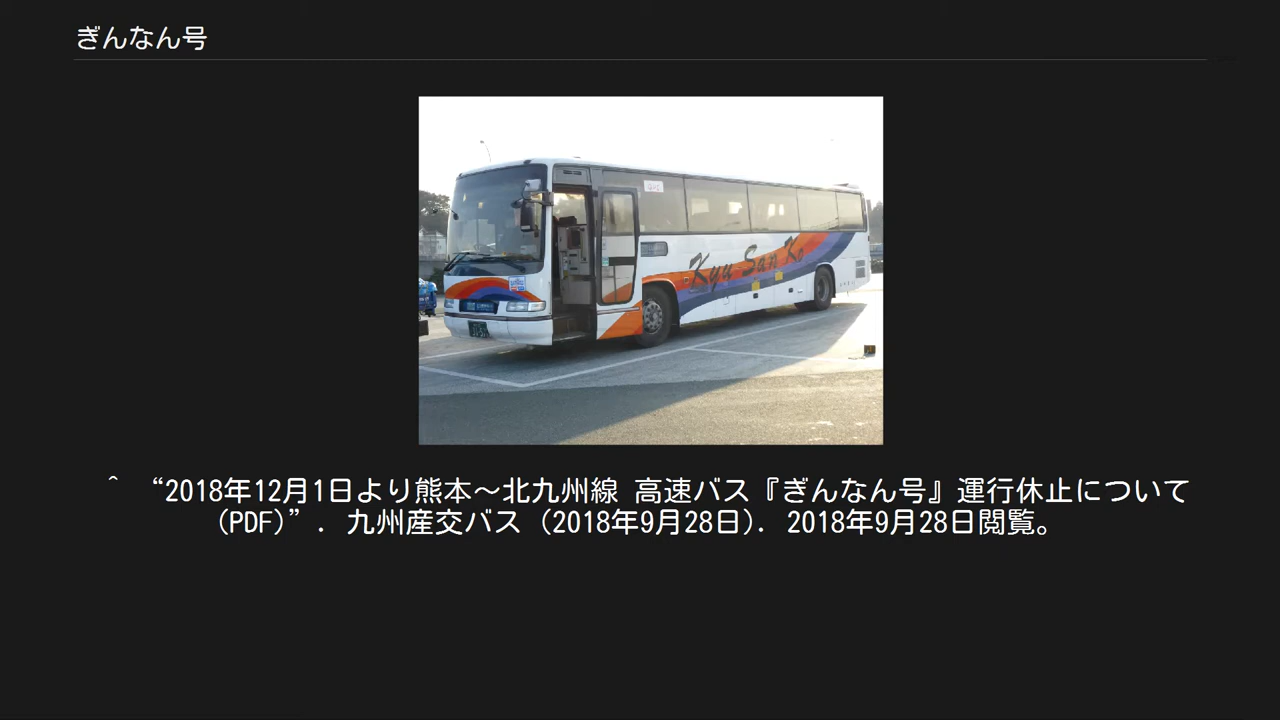 ぎんなん号
Kyu San Ko
^ “2018年12月1日より熊本～北九州線 高速バス『ぎんなん号』運行休止について
(PDF)”. 九州産交バス (2018年9月28日). 2018年9月28日閲覧。